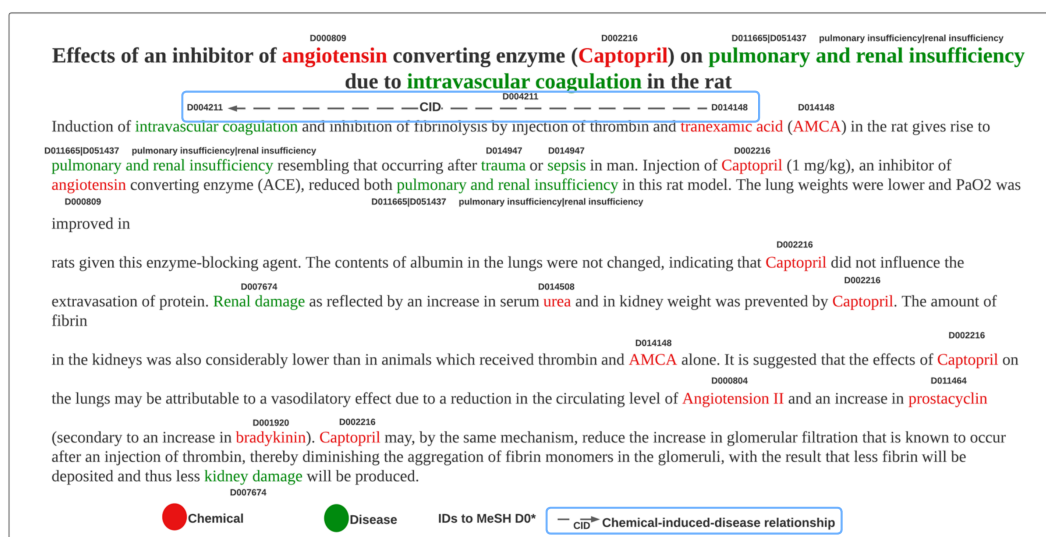 D000809 D002216 D011665|D051437 pulmonary insufficiency|renal insufficiency
Effects of an inhibitor of angiotensin converting enzyme (Captopril) on pulmonary and renal insufficiency
due to intravascular coagulation in the rat
D004211
D004211 CID D014148 D014148
Induction of intravascular coagulation and inhibition of fibrinolysis by injection of thrombin and tranexamic acid (AMCA) in the rat gives rise to
D011665|D051437 pulmonary insufficiency|renal insufficiency D014947 D014947 D002216
pulmonary and renal insufficiency resembling that occurring after trauma or sepsis in man. Injection of Captopril (1 mg/kg), an inhibitor of
angiotensin converting enzyme (ACE), reduced both pulmonary and renal insufficiency in this rat model. The lung weights were lower and PaO2 was
D000809 D011665|D051437 pulmonary insufficiency|renal insufficiency
improved in
D002216
rats given this enzyme-blocking agent. The contents of albumin in the lungs were not changed, indicating that Captopril did not influence the
D007674 D014508 D002216
extravasation of protein. Renal damage as reflected by an increase in serum urea and in kidney weight was prevented by Captopril. The amount of
fibrin
D014148 D002216
in the kidneys was also considerably lower than in animals which received thrombin and AMCA alone. It is suggested that the effects of Captopril on
D000804 D011464
the lungs may be attributable to a vasodilatory effect due to a reduction in the circulating level of Angiotension II and an increase in prostacyclin
D001920 D002216
(secondary to an increase in bradykinin). Captopril may, by the same mechanism, reduce the increase in glomerular filtration that is known to occur
after an injection of thrombin, thereby diminishing the aggregation of fibrin monomers in the glomeruli, with the result that less fibrin will be
deposited and thus less kidney damage will be produced.
D007674
Chemical Disease IDs to MeSH D0* CID Chemical-induced-disease relationship